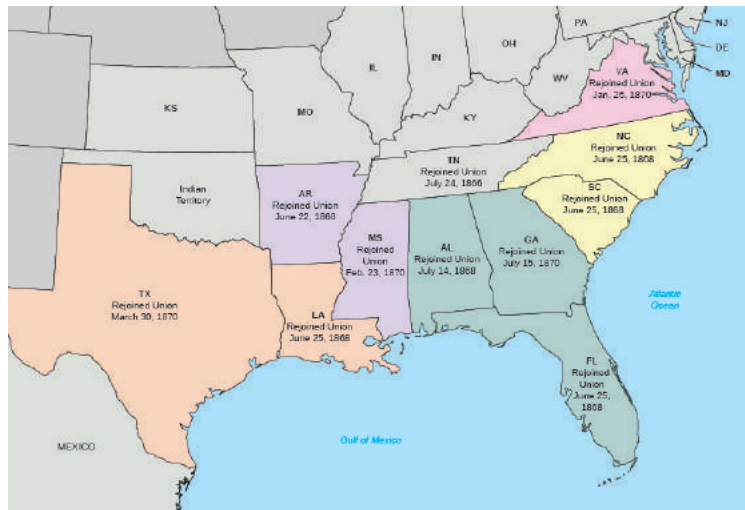 PA
NJ
OH
DE
IL
IN
MD
WV
VA
Rejoined Union
Jan. 26, 1870
KS
MO
KY
NC
Rejoined Union
June 25, 1868
TN
Rejoined Union
July 24, 1866
Indian
Territory
AR
Rejoined Union
June 22, 1868
SC
Rejoined Union
June 25, 1868
MS
Rejoined
Union
Feb. 23, 1870
AL
Rejoined Union
July 14, 1868
GA
Rejoined Union
July 15, 1870
TX
Rejoined Union
March 30, 1870
LA
Rejoined Union
June 25, 1868
Atlantic
Ocean
FL
Rejoined
Union
June 25,
1868
MEXICO
Gulf of Mexico